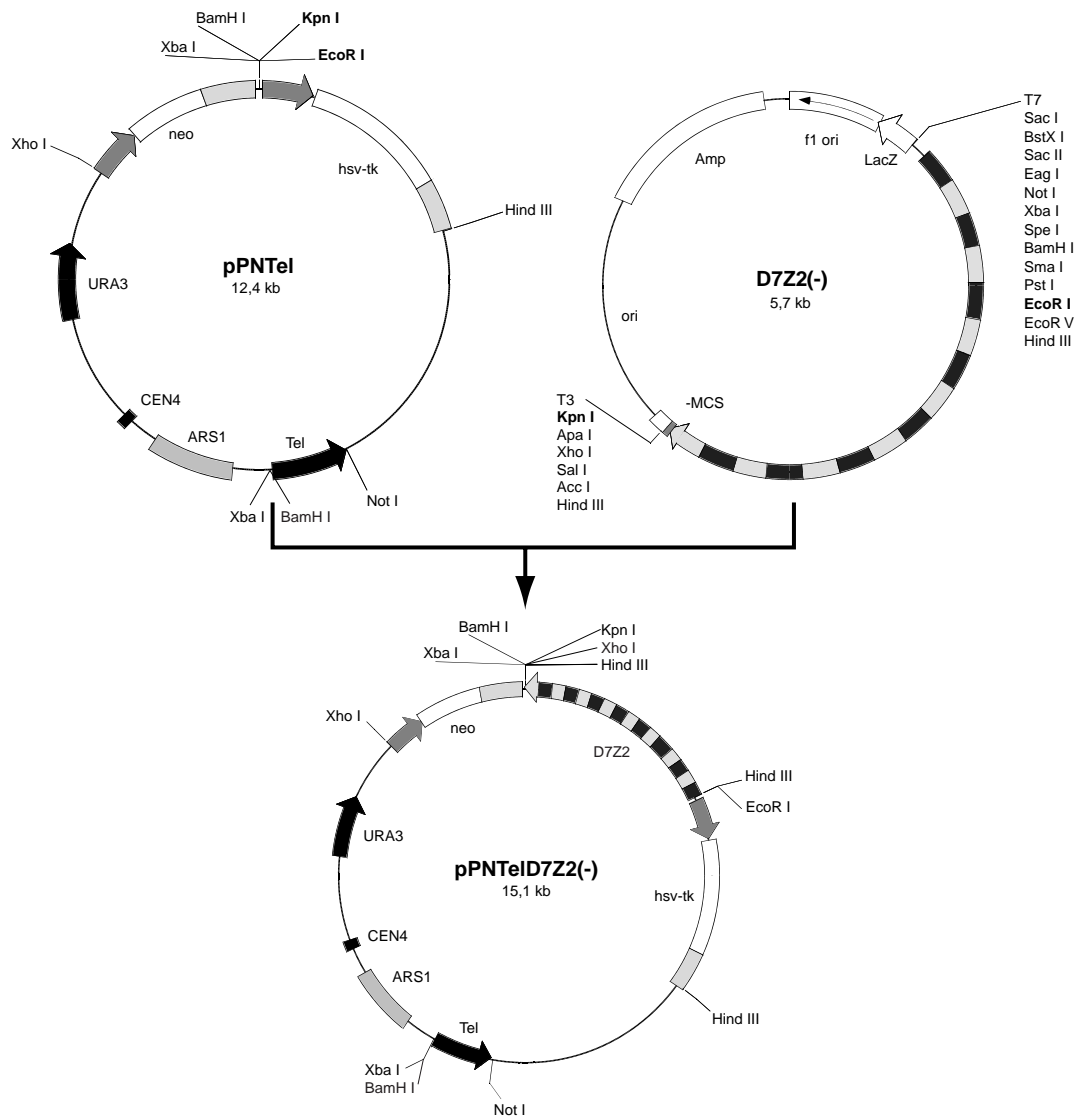 BamH I
Kpn I
Xba I
EcoR I
Xho I
neo
hsv-tk
Hind III
pPNTel
12,4 kb
URA3
CEN4
ARS1
Tel
Not I
Xba I
BamH I
T7
Sac I
BstX I
Sac II
Eag I
Not I
Xba I
Spe I
BamH I
Sma I
Pst I
EcoR I
EcoR V
Hind III
f1 ori
LacZ
Amp
D7Z2(-)
5,7 kb
ori
-MCS
T3
Kpn I
Apa I
Xho I
Sal I
Acc I
Hind III
BamH I
Kpn I
Xba I
Xho I
Hind III
Xho I
neo
D7Z2
Hind III
EcoR I
URA3
pPNTelD7Z2(-)
15,1 kb
hsv-tk
CEN4
ARS1
Tel
Hind III
Xba I
BamH I
Not I